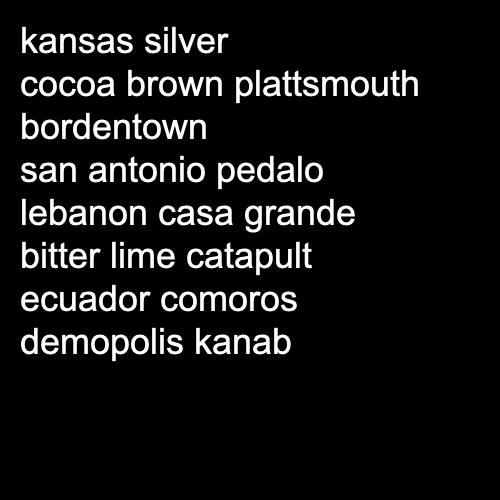 kansas silver
cocoa brown plattsmouth
bordentown
san antonio pedalo
lebanon casa grande
bitter lime catapult
ecuador comoros
demopolis kanab